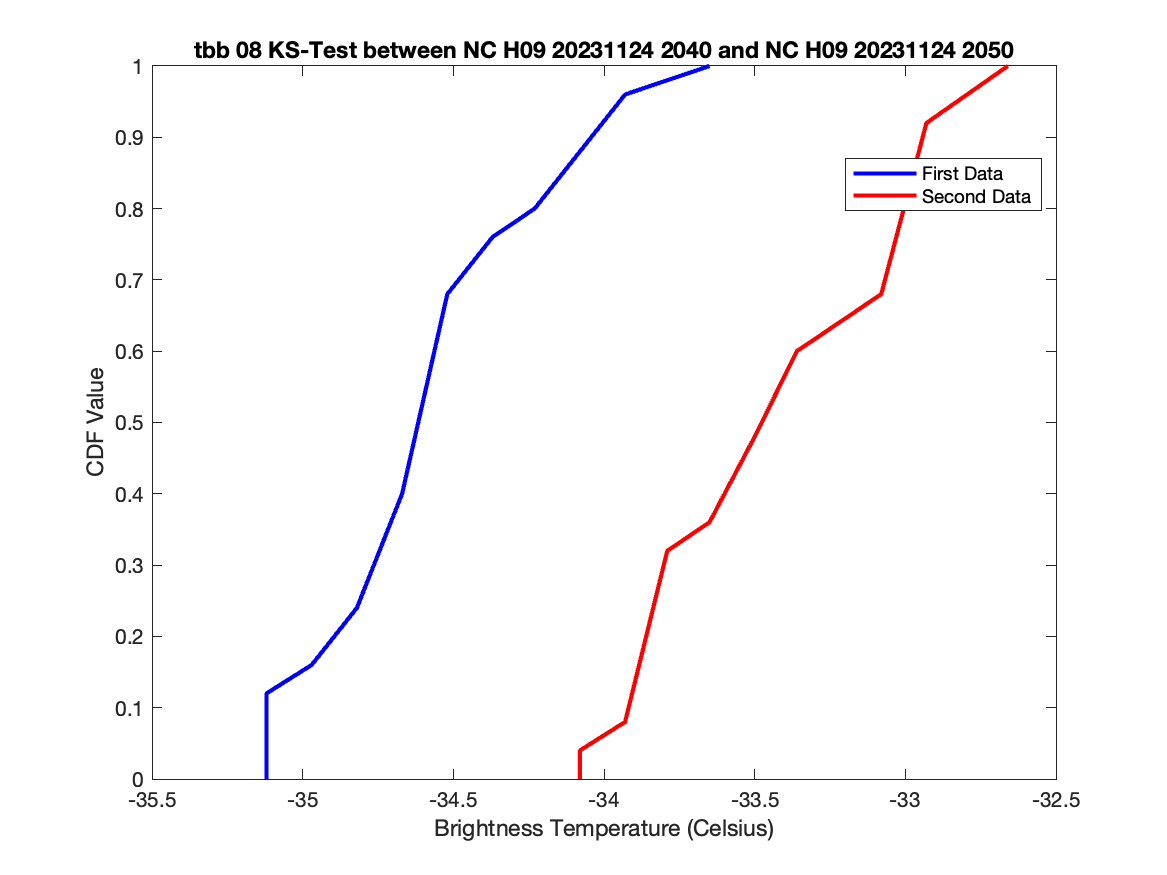 tbb 08 KS-Test between NC H09 20231124 2040 and NC H09 20231124 2050
1
0.9
0.8
0.7
0.6
0.5
0.4
0.3
0.2
0.1
0
CDF Value
First Data
Second Data
-35.5 -35 -34.5 -34 -33.5 -33 -32.5
Brightness Temperature (Celsius)